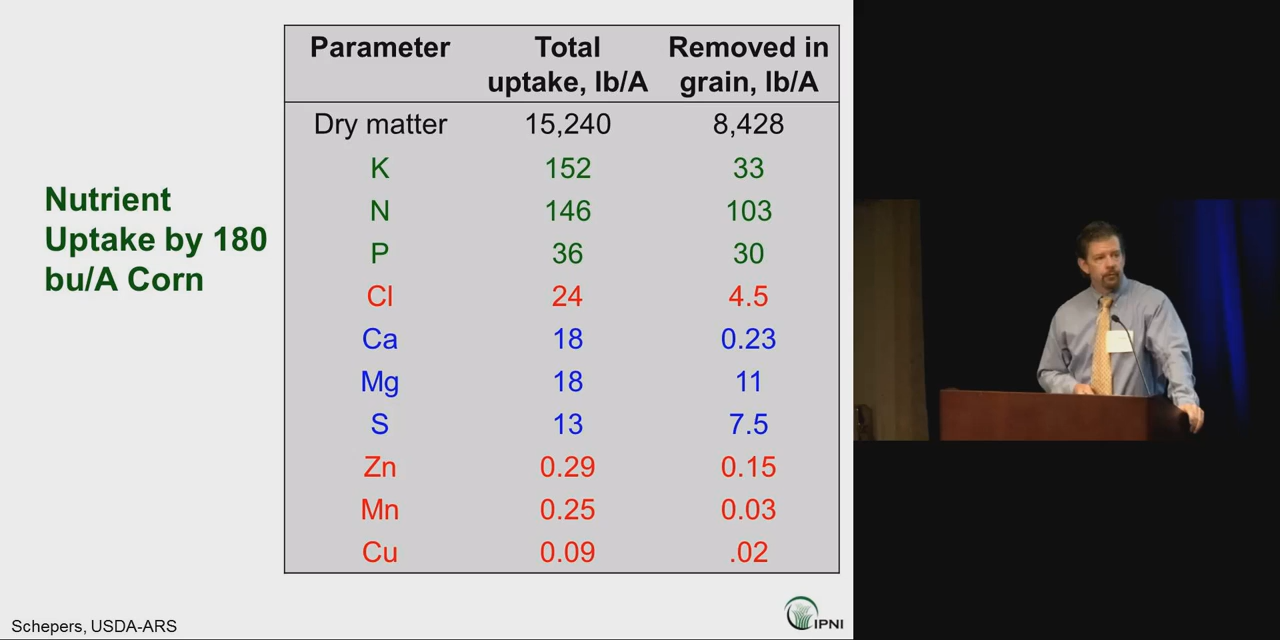 Nutrient
Uptake by 180
bu/A Corn
Parameter Total uptake, lb/A Removed in grain, lb/A
Dry matter 15,240 8,428
K 152 33
N 146 103
P 36 30
Cl 24 4.5
Ca 18 0.23
Mg 18 11
S 13 7.5
Zn 0.29 0.15
Mn 0.25 0.03
Cu 0.09 .02
Schepers, USDA-ARS
IPNI